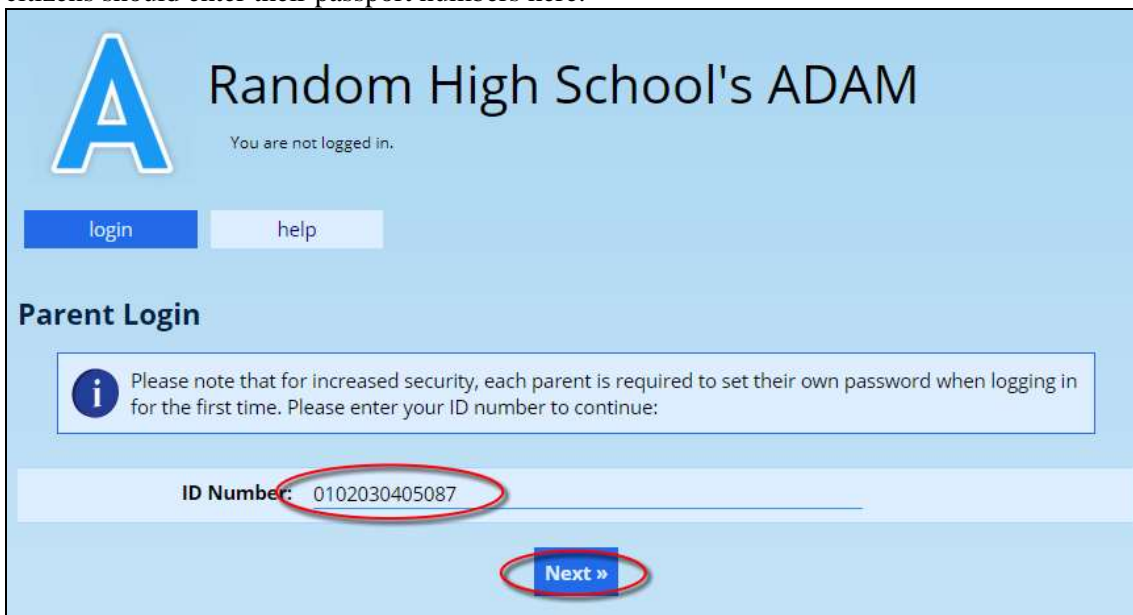 citizens should enter their passport numbers here.
A
Random High School's ADAM
You are not logged in.
login
help
Parent Login
i
Please note that for increased security, each parent is required to set their own password when logging in
for the first time. Please enter your ID number to continue:
ID Number: 0102030405087
Next »